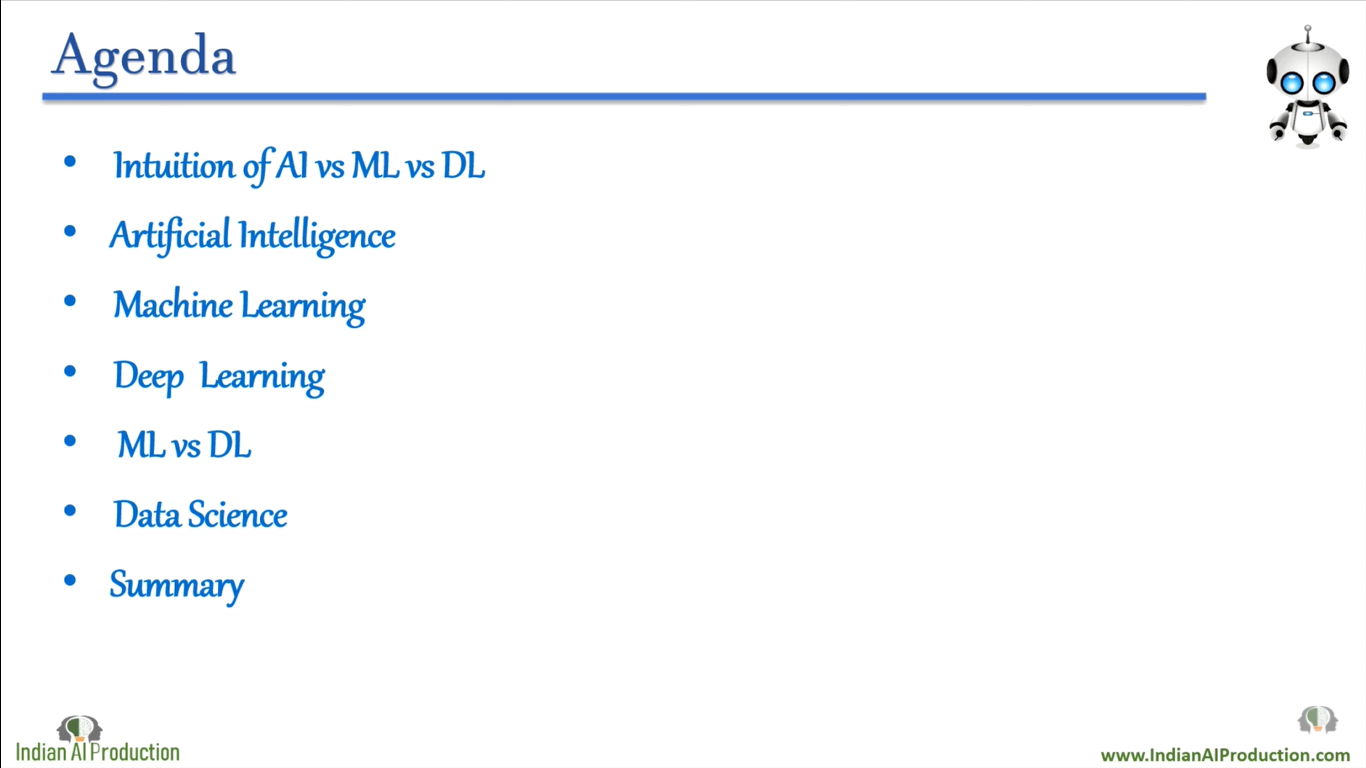 Agenda
• Intuition of AI vs ML vs DL
• Artificial Intelligence
• Machine Learning
• Deep Learning
• ML vs DL
• Data Science
• Summary
Indian AI Production
www.IndianAIProduction.com